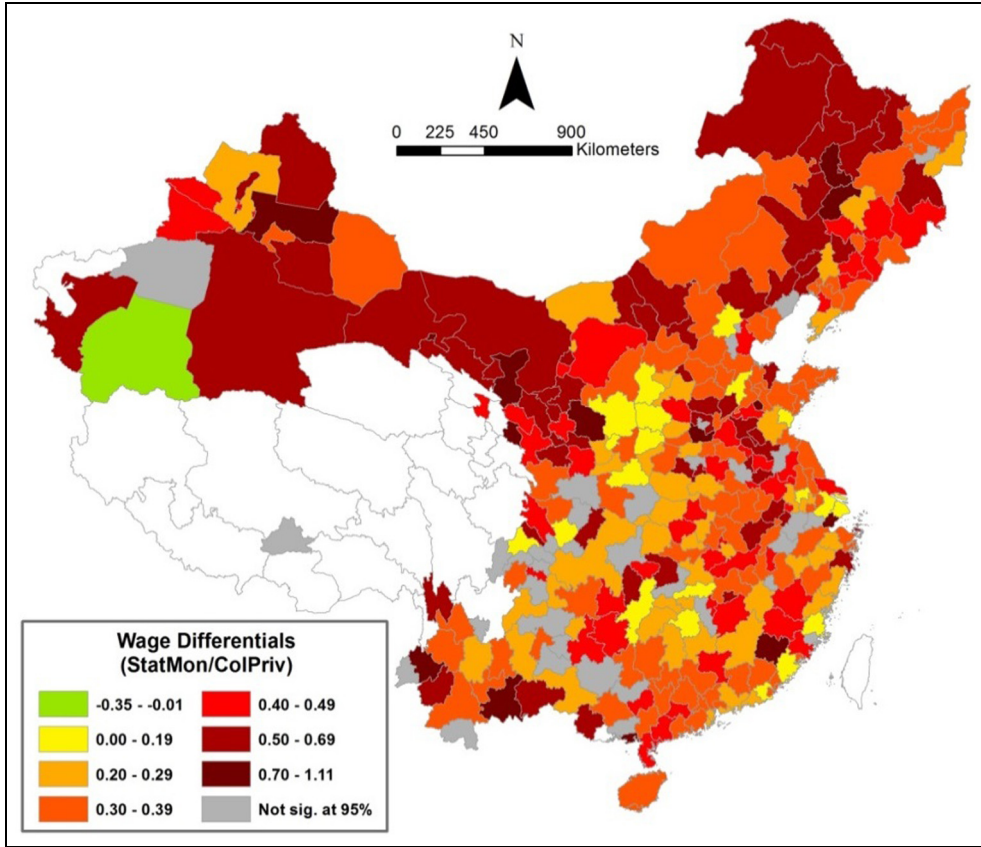 N
0 225 450 900
Kilometers
Wage Differentials
(StatMon/ColPriv)
-0.35 - -0.01
0.00 - 0.19
0.20 - 0.29
0.30 - 0.39
0.40 - 0.49
0.50 - 0.69
0.70 - 1.11
Not sig. at 95%